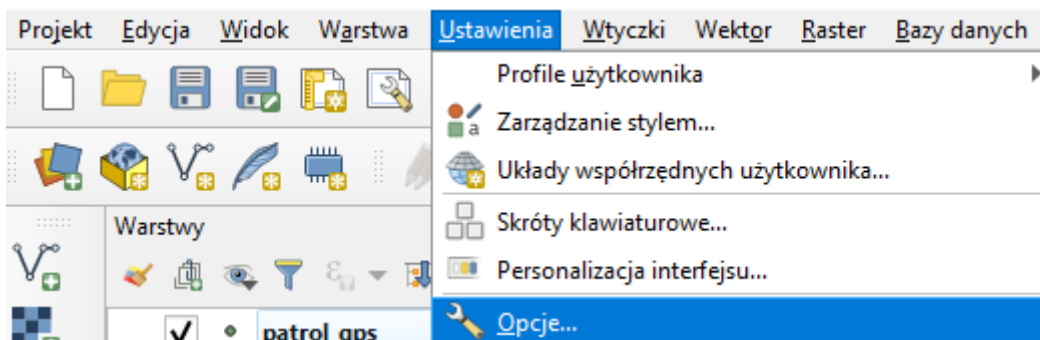 Projekt Edycja Widok Warstwa Ustawienia Wtyczki Wektor Raster Bazy danych
Profile użytkownika
a Zarządzanie stylem...
Układy współrzędnych użytkownika...
Warstwy
Skróty klawiaturowe...
Personalizacja interfejsu...
patrol_gps
Opcje...